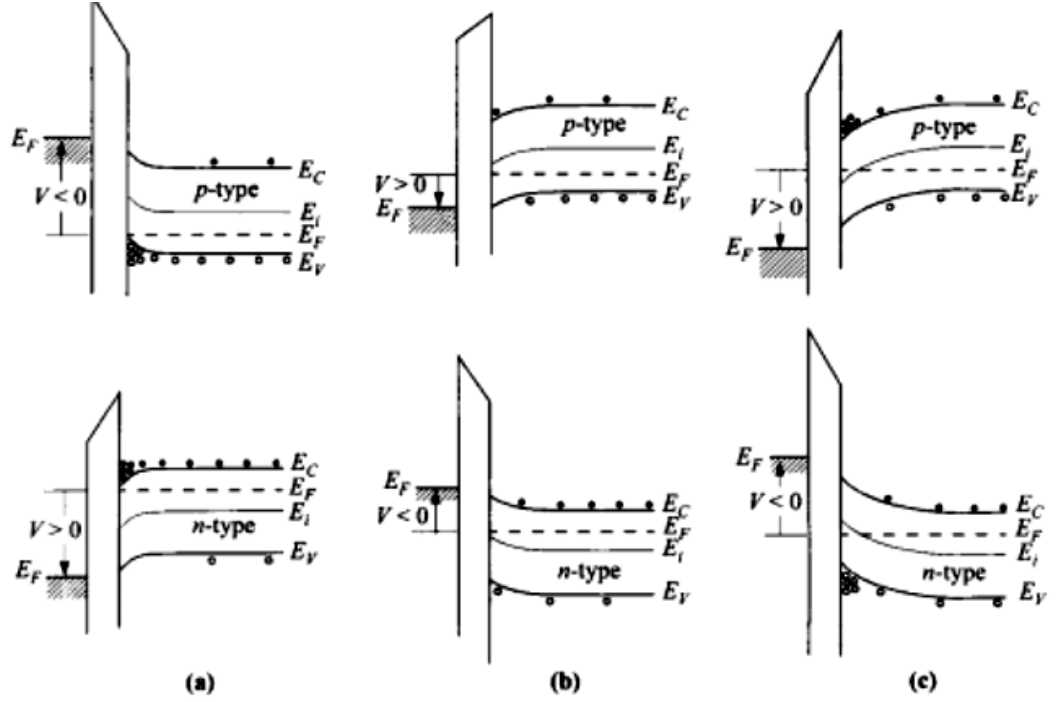 E_F
V < 0
p-type
E_C
E_i
E_F
E_V
V > 0
E_F
p-type
E_C
E_i
E_F
E_V
V > 0
E_F
p-type
E_C
E_i
E_F
E_V
V > 0
E_F
n-type
E_C
E_F
E_i
E_V
E_F
V < 0
n-type
E_C
E_F
E_i
E_V
E_F
V < 0
n-type
E_C
E_F
E_i
E_V
(a)
(b)
(c)